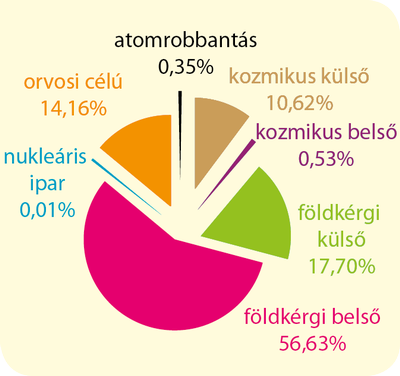 atomrobbantás
0,35%
kozmikus külső
10,62%
kozmikus belső
0,53%
földkérgi
külső
17,70%
földkérgi belső
56,63%
nukleáris
ipar
0,01%
orvosi célú
14,16%